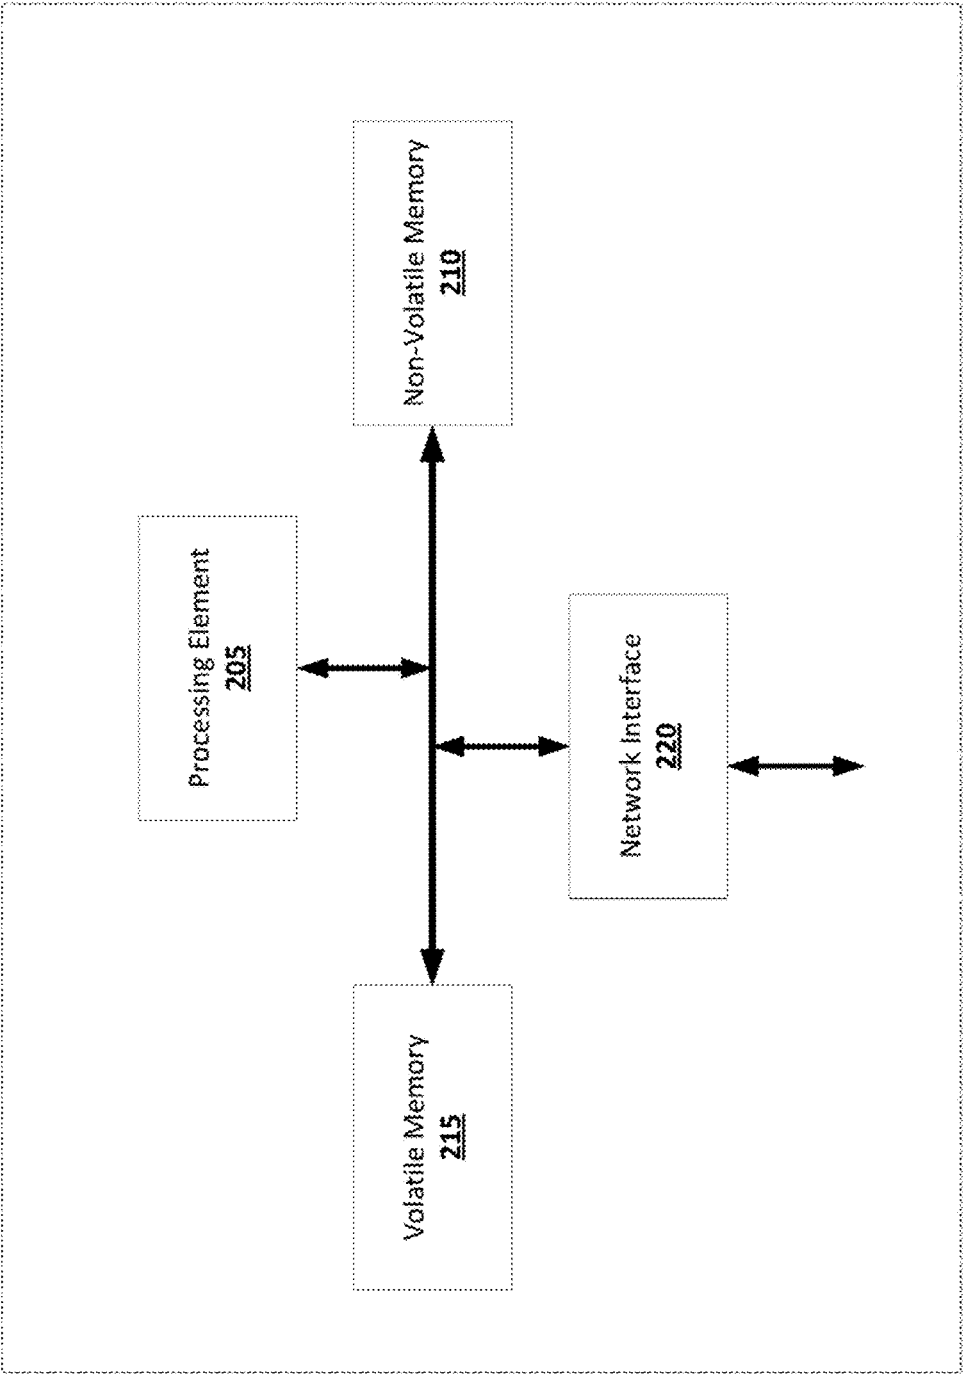 Processing Element
205
Volatile Memory
215
Non-Volatile Memory
210
Network Interface
220